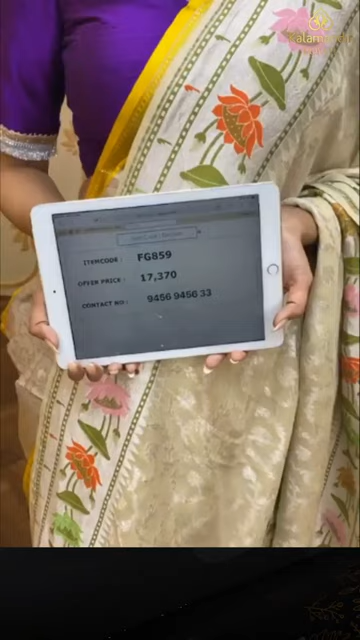 ITEMCODE : FG859
OFFER PRICE : 17,370
CONTACT NO : 9456 9456 33